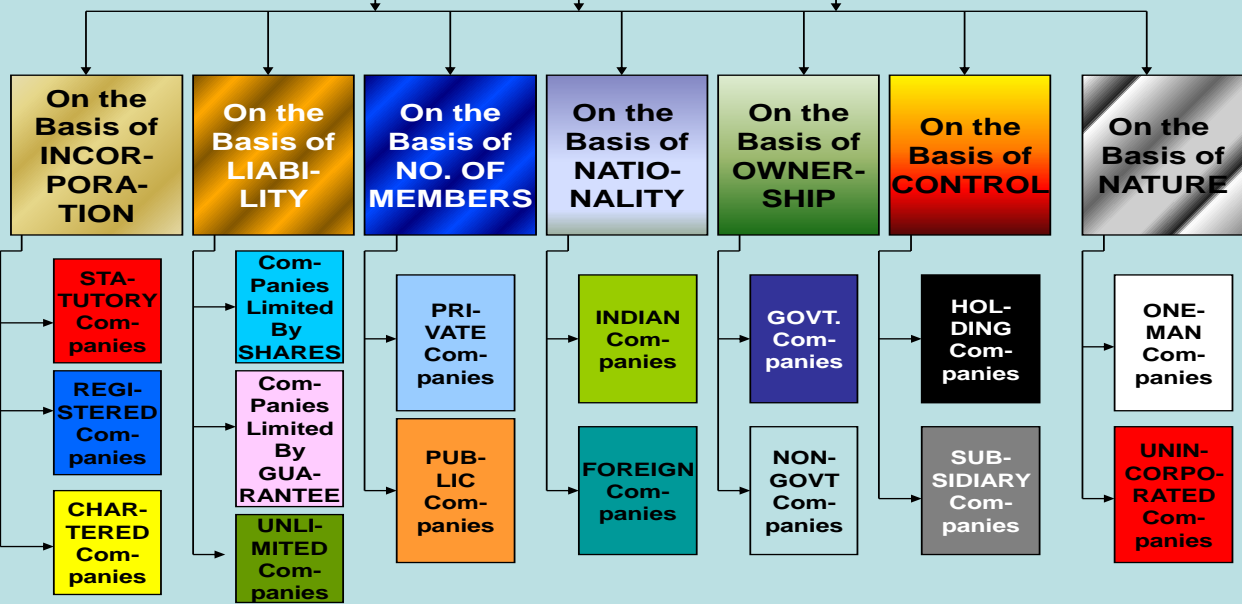 On the
Basis of
INCOR-
PORA-
TION
On the
Basis of
LIABI-
LITY
On the
Basis of
NO. OF
MEMBERS
On the
Basis of
NATIO-
NALITY
On the
Basis of
OWNER-
SHIP
On the
Basis of
CONTROL
On the
Basis of
NATURE
STA-
TUTORY
Com-
panies
REGI-
STERED
Com-
panies
CHAR-
TERED
Com-
panies
Com-
Panies
Limited
By
SHARES
Com-
Panies
Limited
By
GUA-
RANTEE
UNLI-
MITED
Com-
panies
PRI-
VATE
Com-
panies
PUB-
LIC
Com-
panies
INDIAN
Com-
panies
FOREIGN
Com-
panies
GOVT.
Com-
panies
NON-
GOVT
Com-
panies
HOL-
DING
Com-
panies
SUB-
SIDIARY
Com-
panies
ONE-
MAN
Com-
panies
UNIN-
CORPO-
RATED
Com-
panies